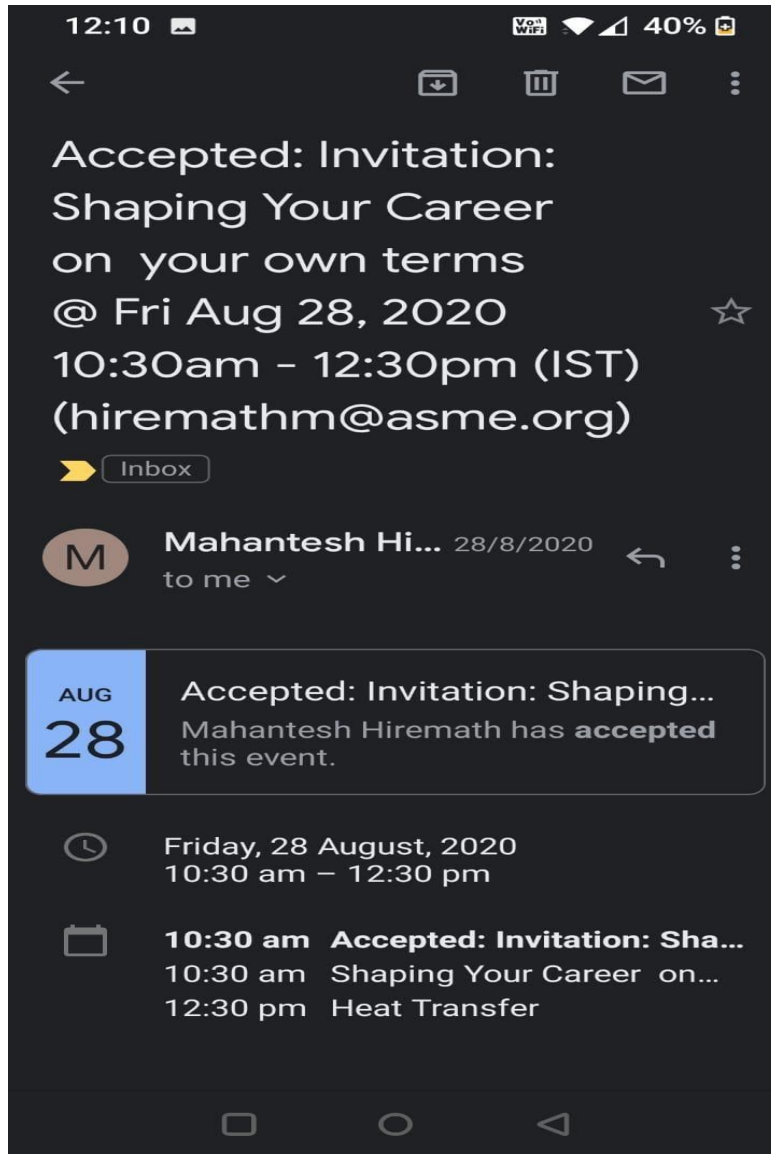 12:10 Vo)) WiFi 40%
Accepted: Invitation:
Shaping Your Career
on your own terms
@ Fri Aug 28, 2020
10:30am - 12:30pm (IST)
(hiremathm@asme.org)
Inbox
Mahantesh Hi... 28/8/2020
M
to me
Accepted: Invitation: Shaping...
AUG
28
Mahantesh Hiremath has accepted
this event.
Friday, 28 August, 2020
10:30 am – 12:30 pm
10:30 am Accepted: Invitation: Sha...
10:30 am Shaping Your Career on...
12:30 pm Heat Transfer